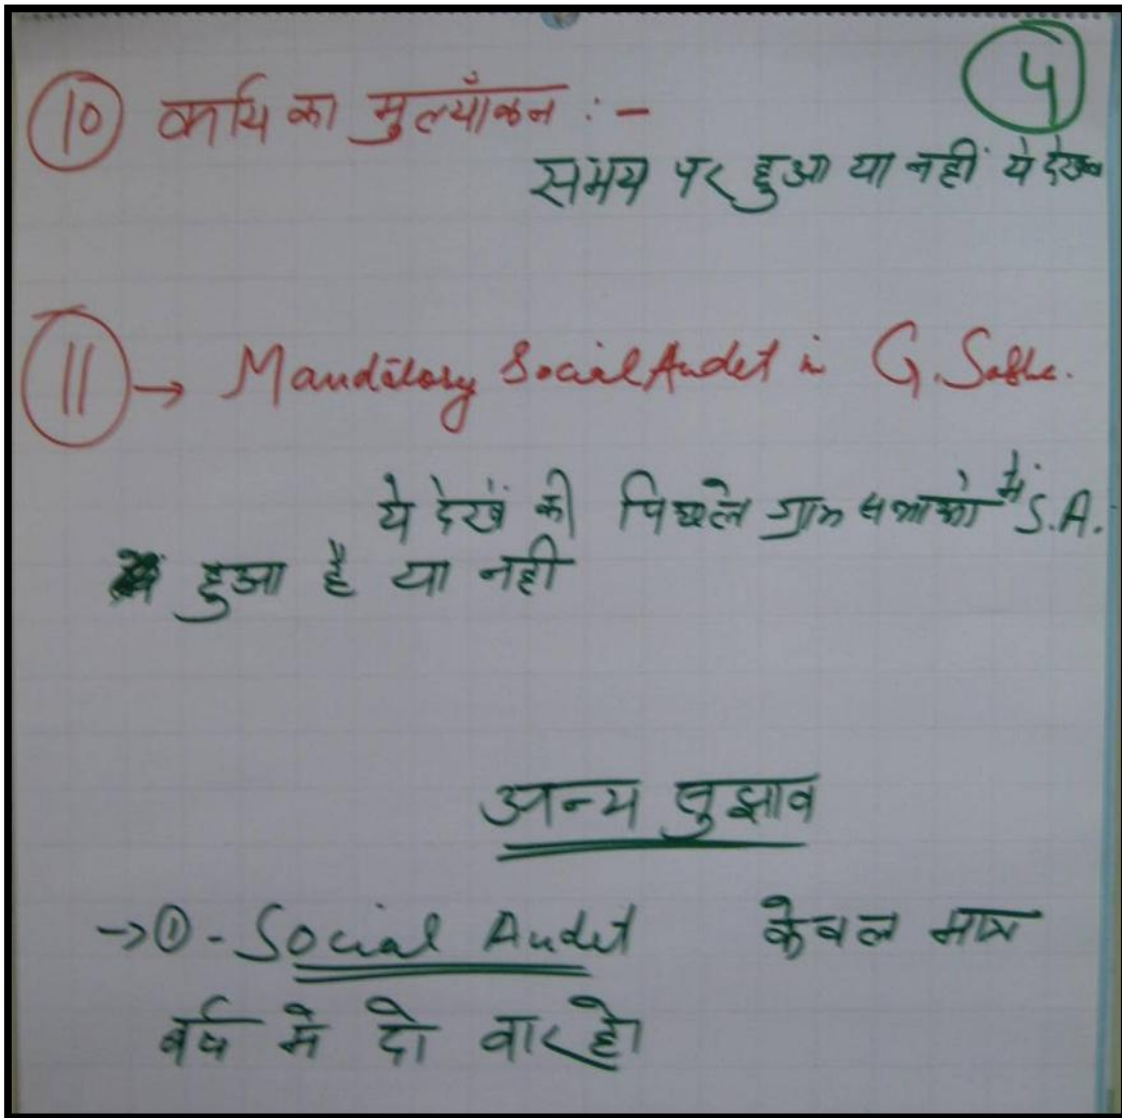 4
10 कार्य का मुल्याँकन : -
समय पर हुआ या नहीं ये देखें
11 → Mandatory Social Audit in G. Sabha.
ये देखें की पिछले ग्राम सभाओं में S.A.
हुआ है या नही
अन्य सुझाव
→ ① - Social Audit केवल मात्र
वर्ष मे दो वार हो